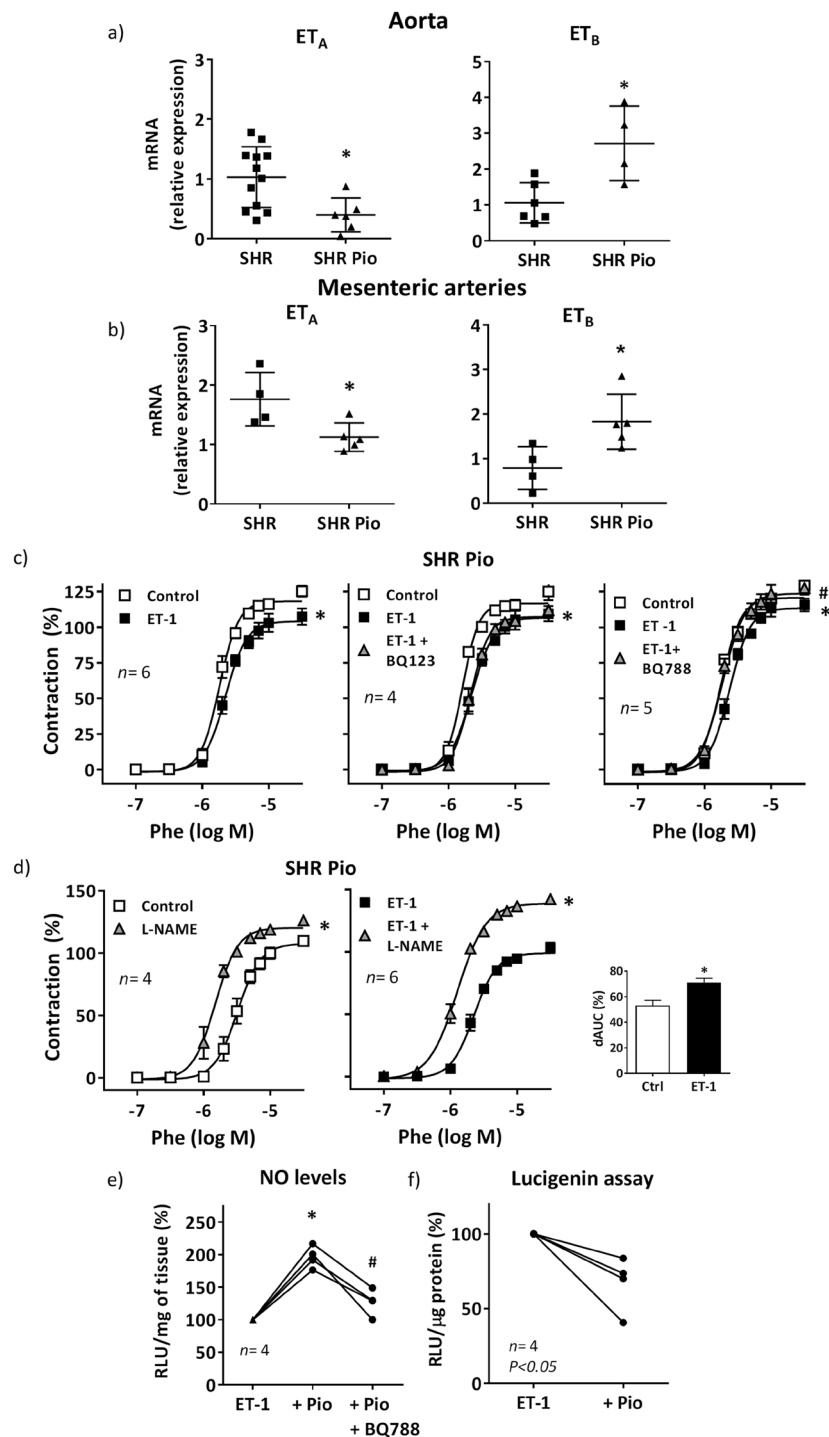 a)
Aorta
ET_A
ET_B
mRNA
(relative expression)
3
2
1
0
SHR
SHR Pio
*
5
4
3
2
1
0
SHR
SHR Pio
*
Mesenteric arteries
b)
ET_A
ET_B
mRNA
(relative expression)
3
2
1
0
SHR
SHR Pio
*
4
3
2
1
0
SHR
SHR Pio
*
c)
SHR Pio
Contraction (%)
125
100
75
50
25
0
Control
ET-1
*
n= 6
-7
-6
-5
Phe (log M)
Control
ET-1
ET-1 +
BQ123
*
n= 4
-7
-6
-5
Phe (log M)
Control
ET -1
ET-1+
BQ788
#
*
n= 5
-7
-6
-5
Phe (log M)
d)
SHR Pio
Contraction (%)
150
100
50
0
Control
L-NAME
*
n= 4
-7
-6
-5
Phe (log M)
ET-1
ET-1 +
L-NAME
*
n= 6
-7
-6
-5
Phe (log M)
dAUC (%)
80
60
40
20
0
*
Ctrl
ET-1
e)
NO levels
RLU/mg of tissue (%)
250
200
150
100
50
0
*
#
n= 4
ET-1
+ Pio
+ Pio
+ BQ788
f)
Lucigenin assay
RLU/μg protein (%)
100
50
0
n= 4
P<0.05
ET-1
+ Pio